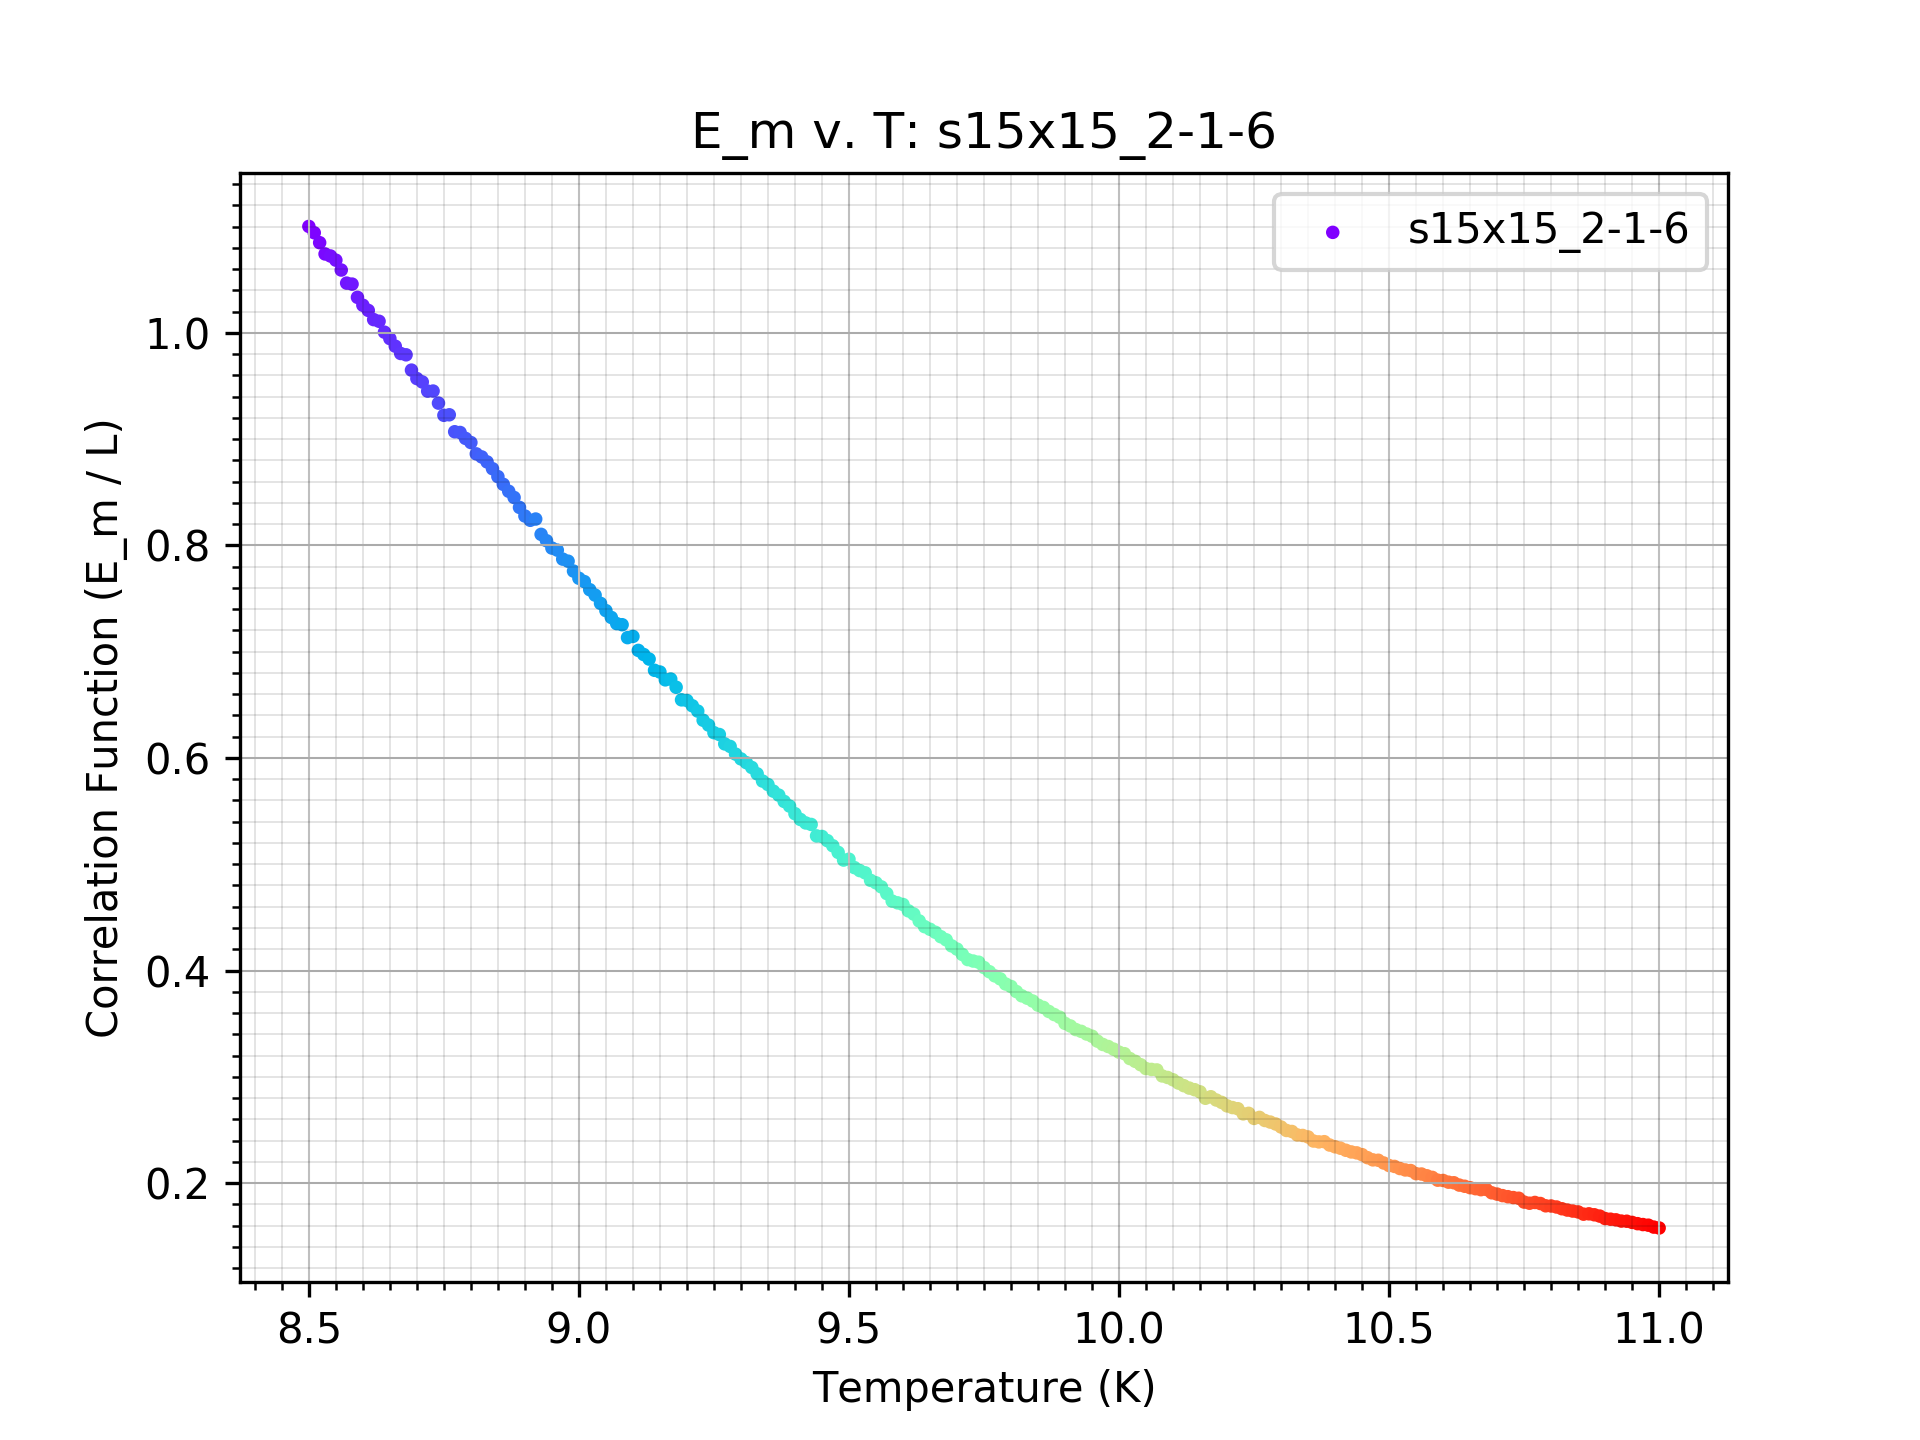 E_m v. T: s15x15_2-1-6
s15x15_2-1-6
Correlation Function (E_m / L)
1.0
0.8
0.6
0.4
0.2
8.5 9.0 9.5 10.0 10.5 11.0
Temperature (K)